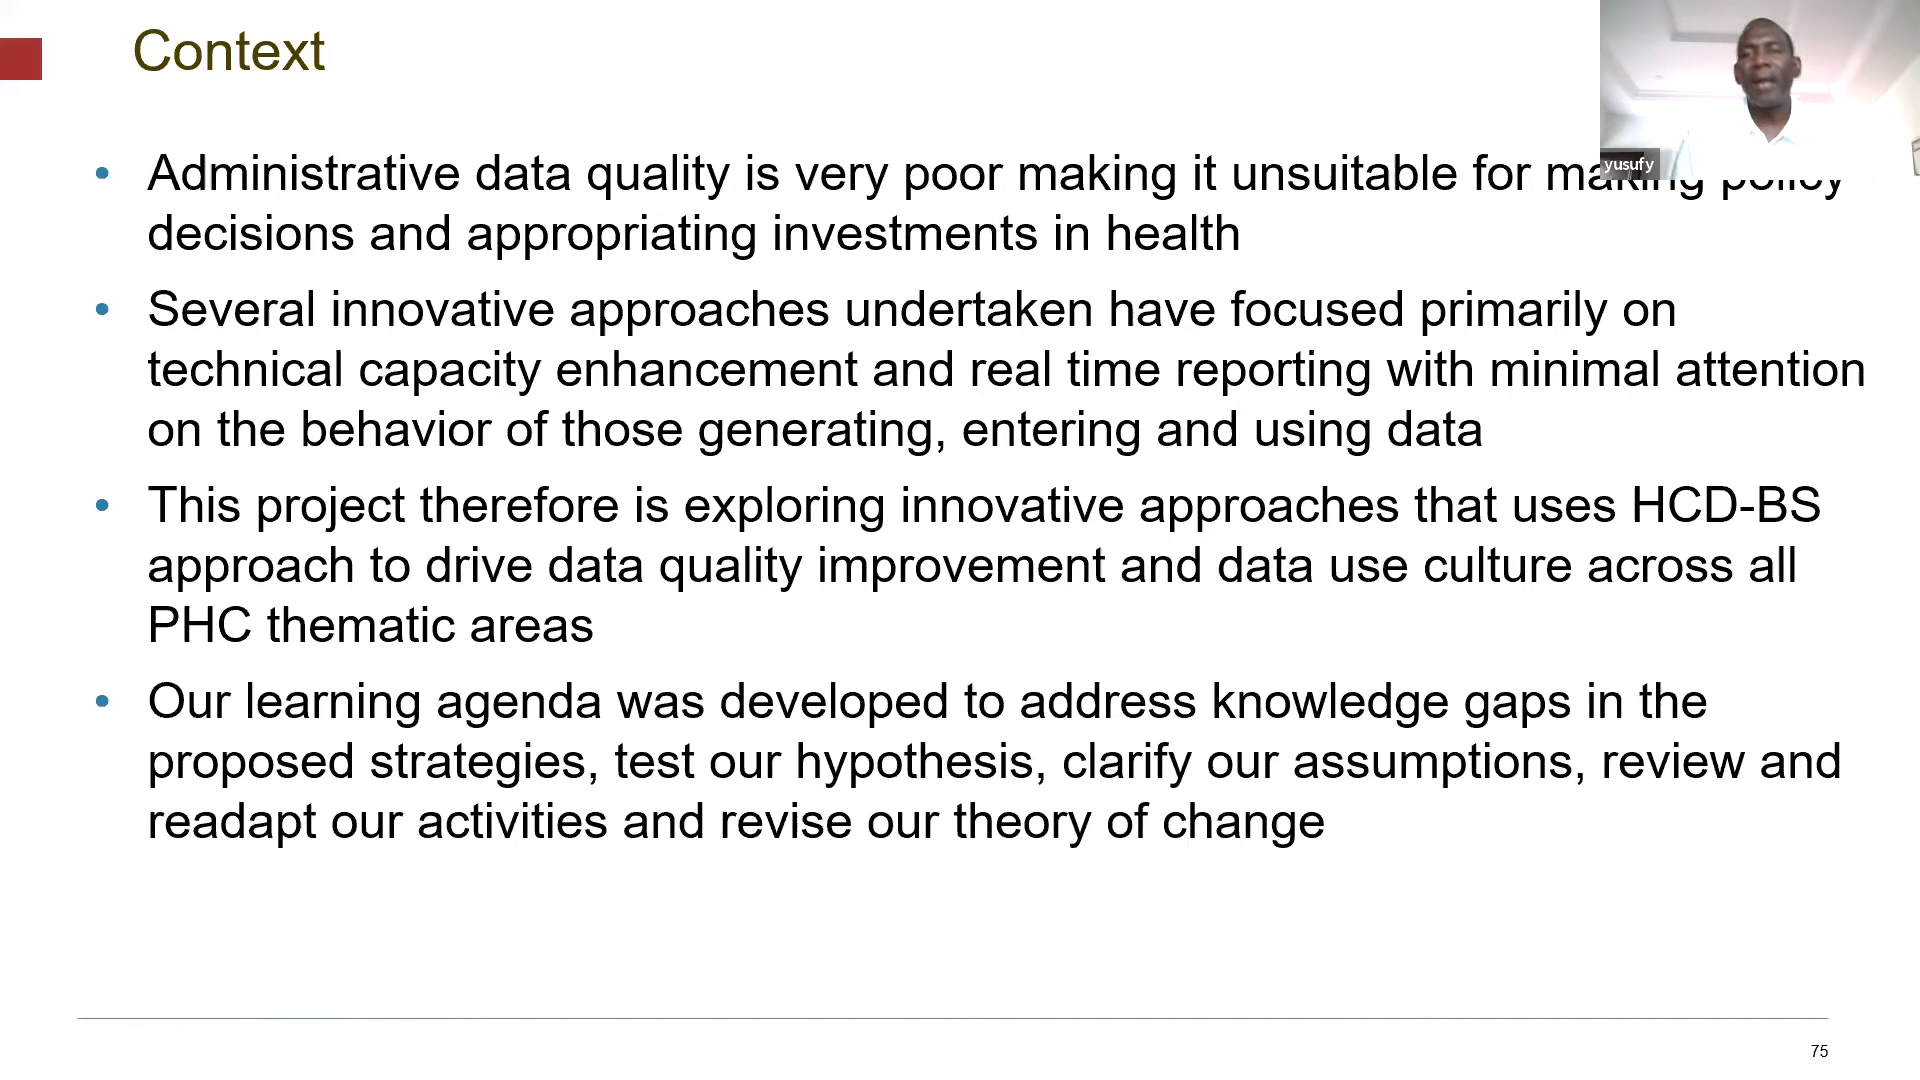 Context
yusufy
• Administrative data quality is very poor making it unsuitable for making policy
decisions and appropriating investments in health
• Several innovative approaches undertaken have focused primarily on
technical capacity enhancement and real time reporting with minimal attention
on the behavior of those generating, entering and using data
• This project therefore is exploring innovative approaches that uses HCD-BS
approach to drive data quality improvement and data use culture across all
PHC thematic areas
• Our learning agenda was developed to address knowledge gaps in the
proposed strategies, test our hypothesis, clarify our assumptions, review and
readapt our activities and revise our theory of change
75